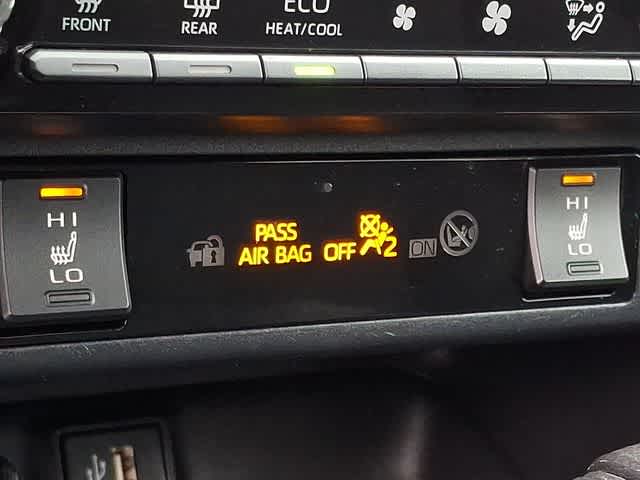 FRONT
REAR
ECO
HEAT/COOL
HI
LO
PASS
AIR BAG OFF 2
ON
HI
LO